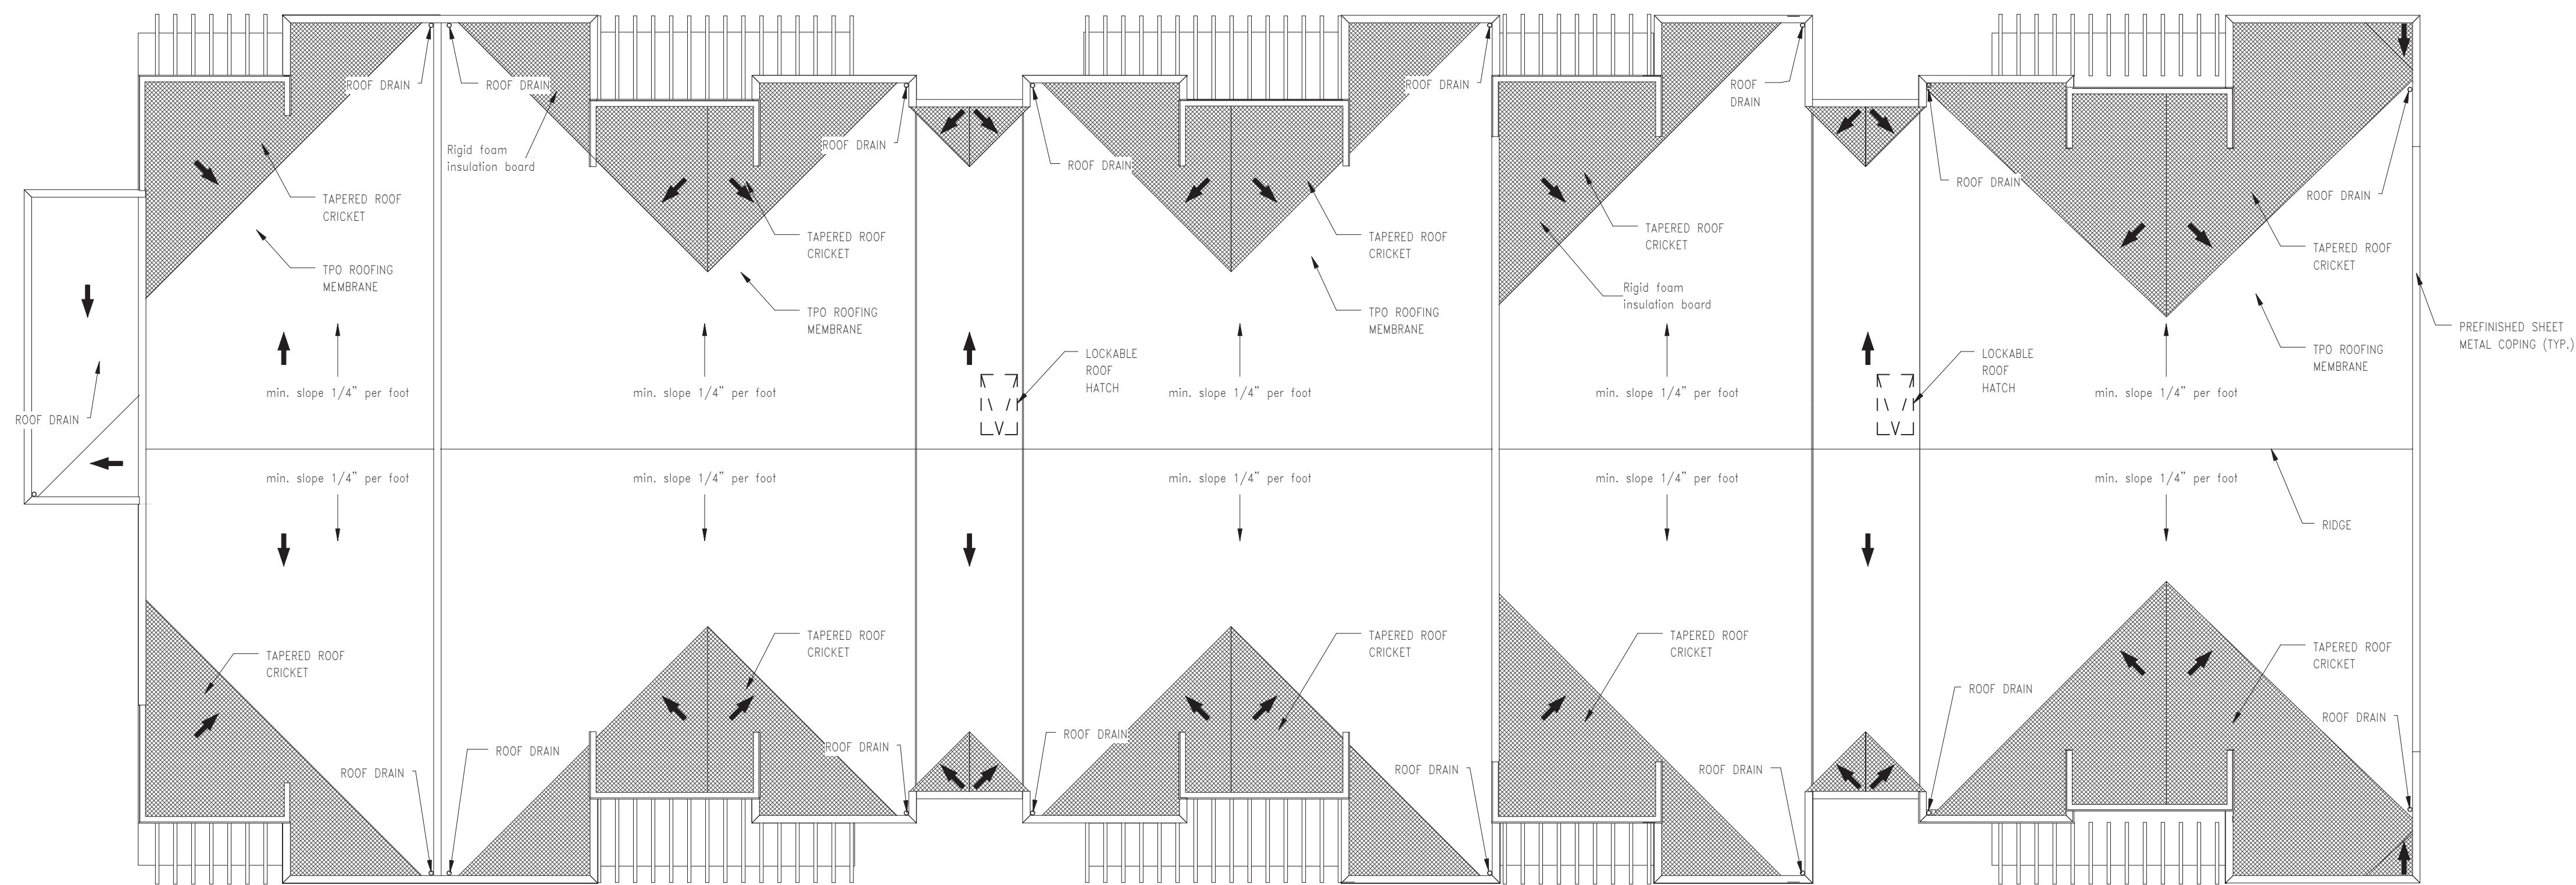 ROOF DRAIN
ROOF DRAIN
ROOF DRAIN
ROOF
DRAIN
Rigid foam
insulation board
ROOF DRAIN
ROOF DRAIN
ROOF DRAIN
ROOF DRAIN
TAPERED ROOF
CRICKET
TAPERED ROOF
CRICKET
TAPERED ROOF
CRICKET
TAPERED ROOF
CRICKET
TAPERED ROOF
CRICKET
TPO ROOFING
MEMBRANE
Rigid foam
insulation board
TPO ROOFING
MEMBRANE
TPO ROOFING
MEMBRANE
PREFINISHED SHEET
METAL COPING (TYP.)
TPO ROOFING
MEMBRANE
LOCKABLE
ROOF
HATCH
LOCKABLE
ROOF
HATCH
ROOF DRAIN
min. slope 1/4” per foot
min. slope 1/4” per foot
min. slope 1/4” per foot
min. slope 1/4” per foot
min. slope 1/4” per foot
min. slope 1/4” per foot
min. slope 1/4” per foot
min. slope 1/4” per foot
min. slope 1/4” per foot
min. slope 1/4” per foot
RIDGE
TAPERED ROOF
CRICKET
TAPERED ROOF
CRICKET
TAPERED ROOF
CRICKET
TAPERED ROOF
CRICKET
TAPERED ROOF
CRICKET
ROOF DRAIN
ROOF DRAIN
ROOF DRAIN
ROOF DRAIN
ROOF DRAIN
ROOF DRAIN
ROOF DRAIN
ROOF DRAIN